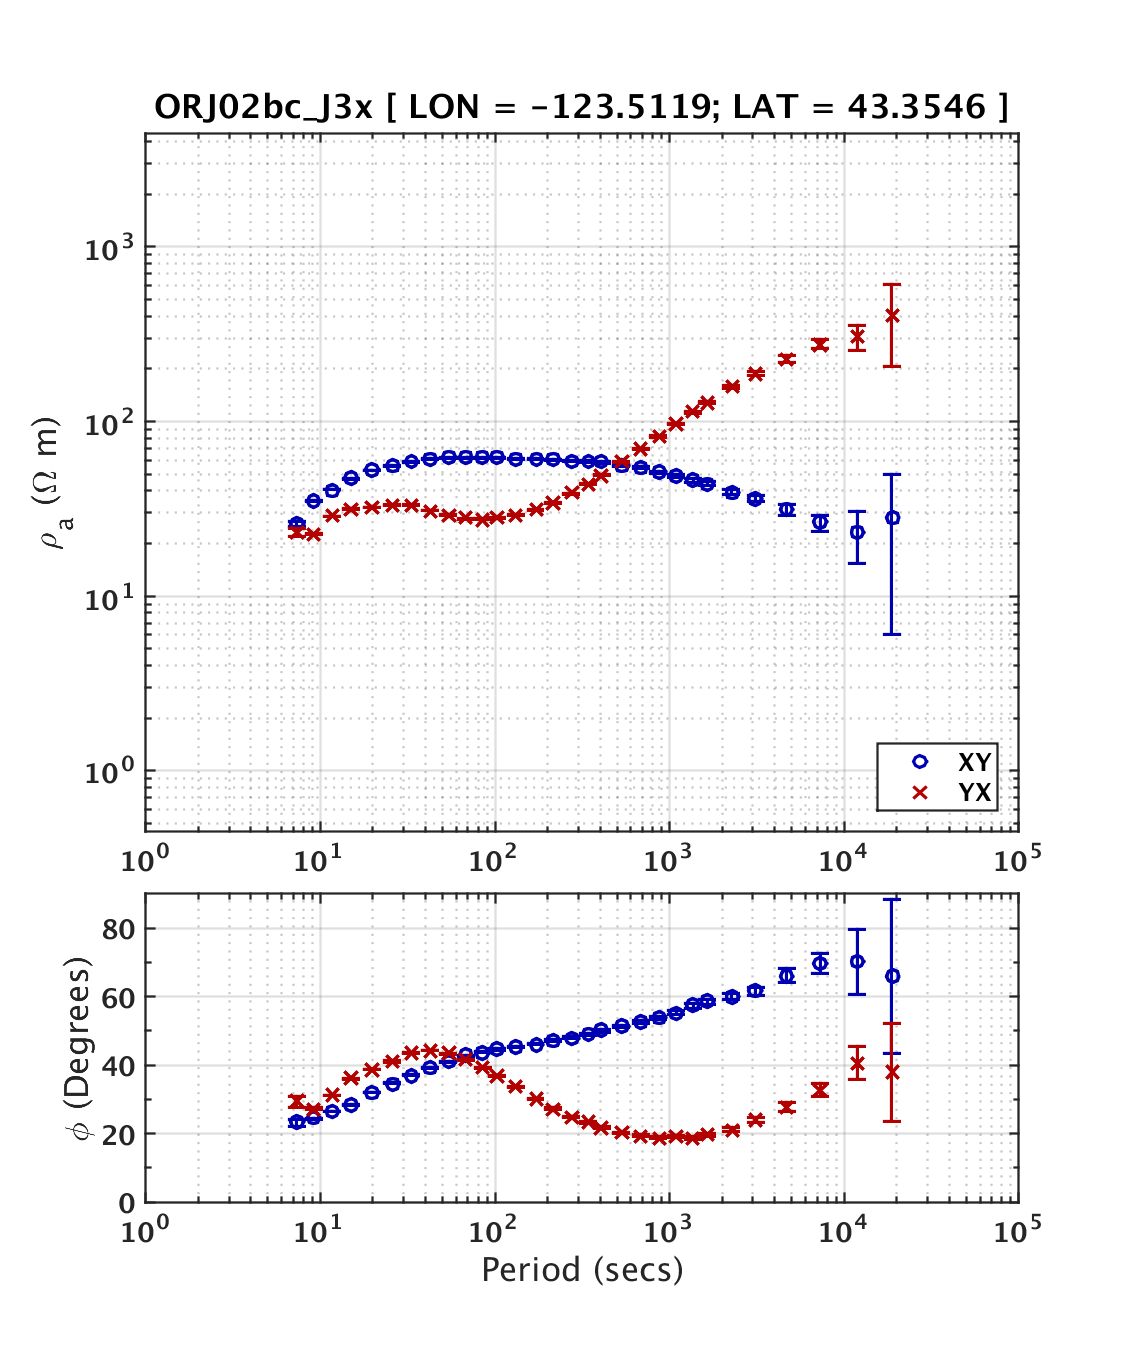 ORJ02bc_J3x [ LON = -123.5119; LAT = 43.3546 ]
10³
10²
10¹
10⁰
ρₐ (Ω m)
XY
YX
10⁰ 10¹ 10² 10³ 10⁴ 10⁵
80
60
40
20
0
ϕ (Degrees)
10⁰ 10¹ 10² 10³ 10⁴ 10⁵
Period (secs)